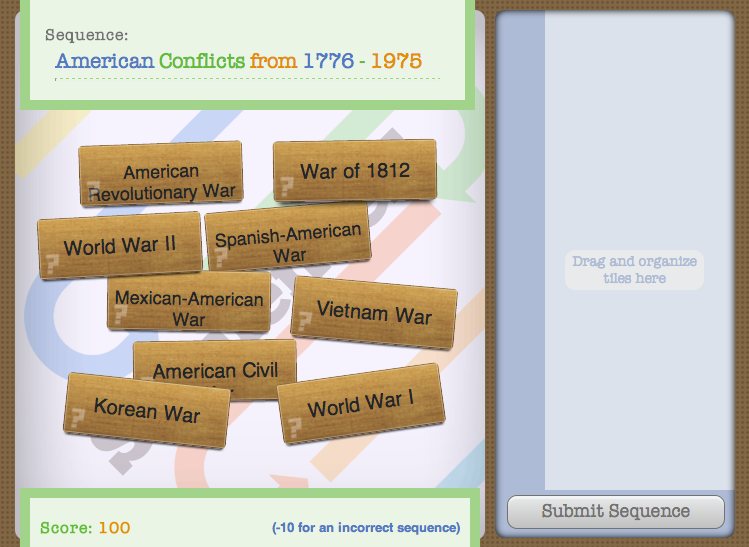 Sequence:
American Conflicts from 1776 - 1975
American
Revolutionary War
War of 1812
World War II
Spanish-American
War
Mexican-American
War
Vietnam War
American Civil
Korean War
World War I
Drag and organize
tiles here
Submit Sequence
Score: 100
(-10 for an incorrect sequence)